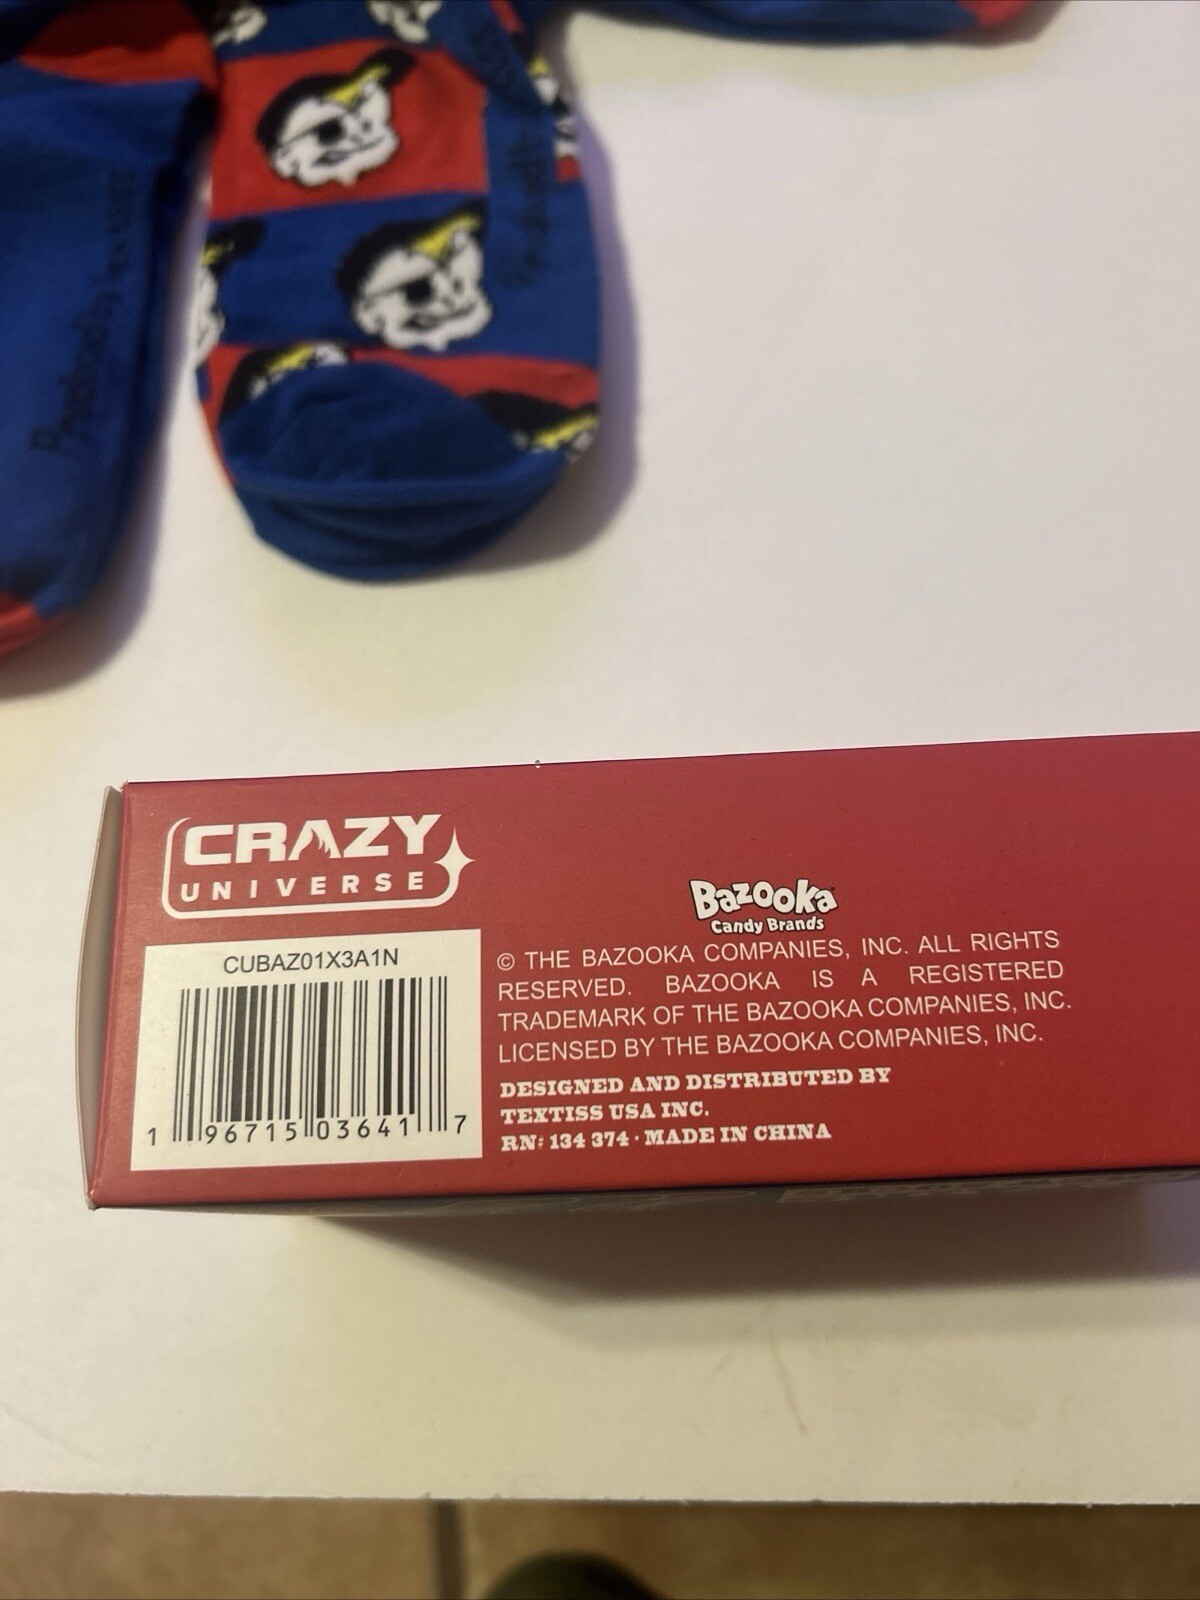 CRAZY
UNIVERSE
CUBAZ01X3A1N
1 96715 03641 7
Bazooka
Candy Brands
© THE BAZOOKA COMPANIES, INC. ALL RIGHTS
RESERVED. BAZOOKA IS A REGISTERED
TRADEMARK OF THE BAZOOKA COMPANIES, INC.
LICENSED BY THE BAZOOKA COMPANIES, INC.
DESIGNED AND DISTRIBUTED BY
TEXTISS USA INC.
RN: 134 374 · MADE IN CHINA